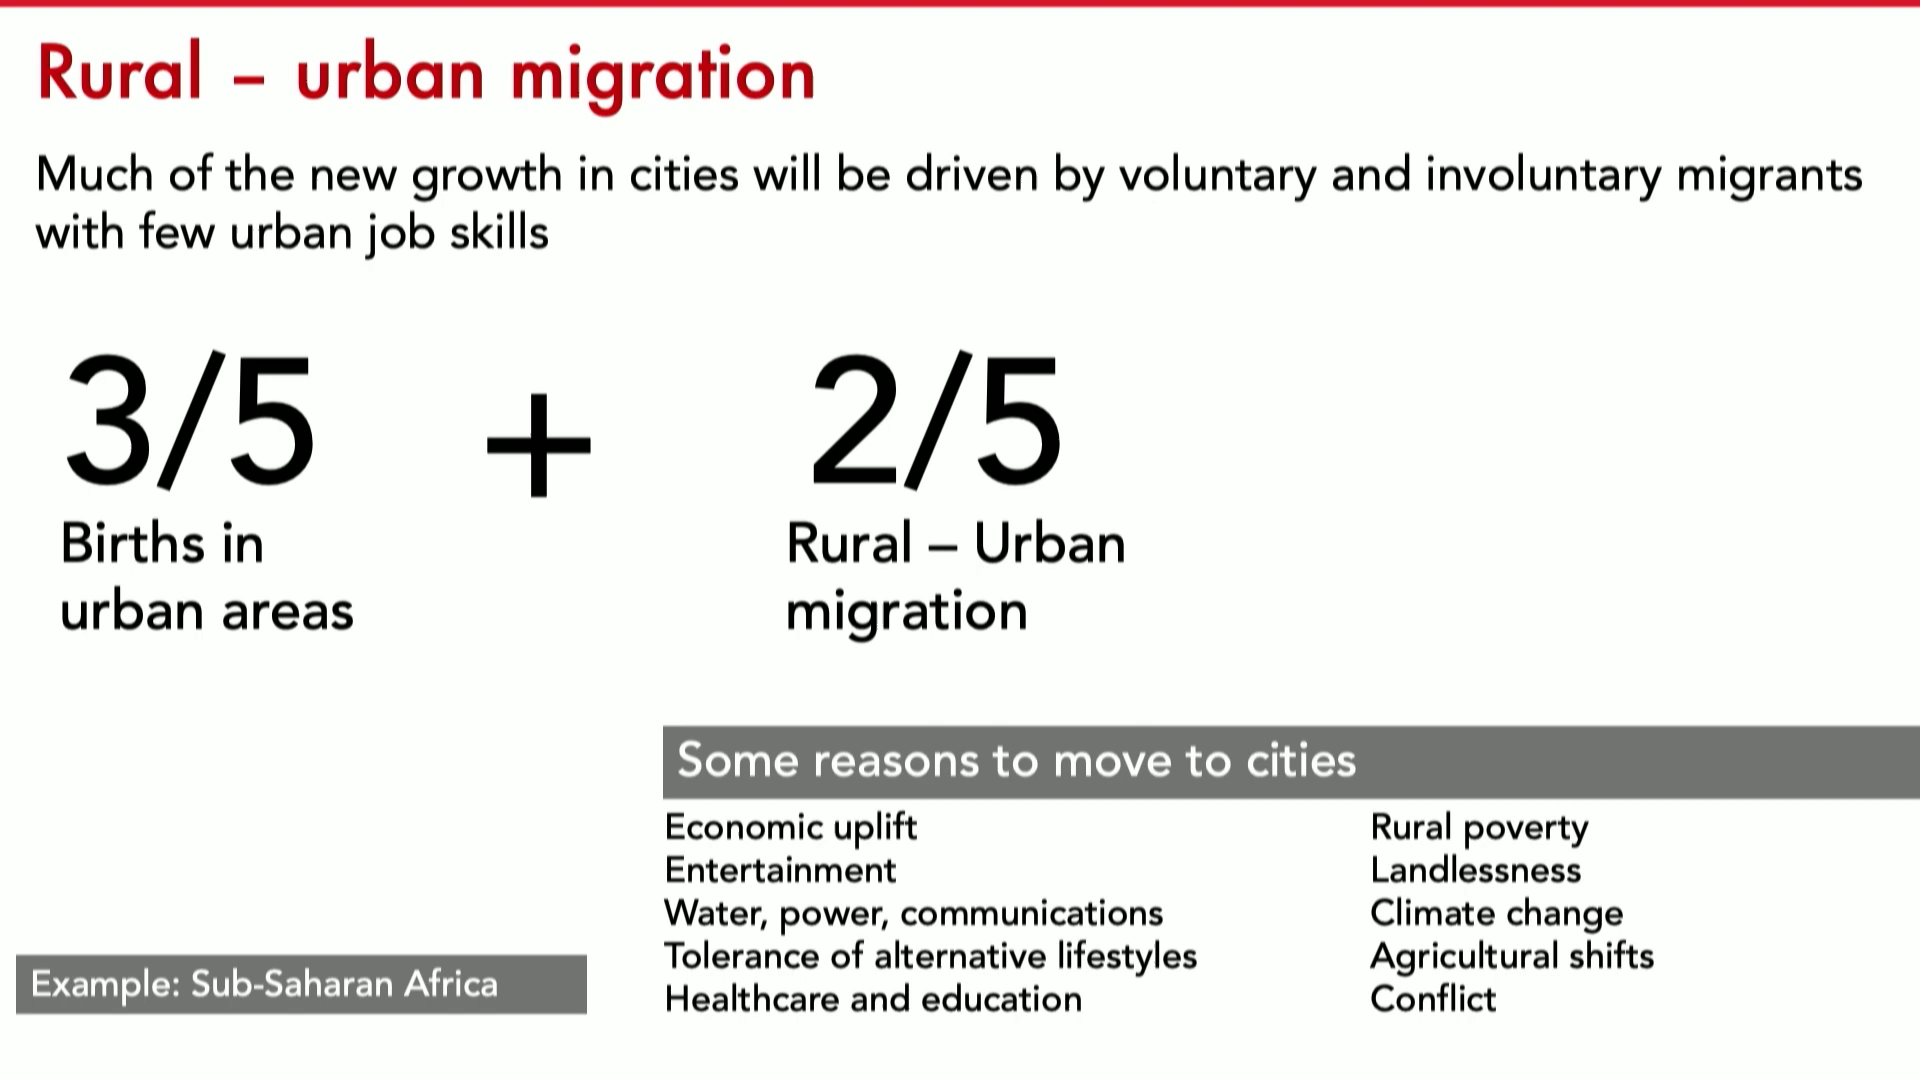 Rural – urban migration
Much of the new growth in cities will be driven by voluntary and involuntary migrants
with few urban job skills
3/5 + 2/5
Births in
urban areas
Rural – Urban
migration
Some reasons to move to cities
Economic uplift
Entertainment
Water, power, communications
Tolerance of alternative lifestyles
Healthcare and education
Rural poverty
Landlessness
Climate change
Agricultural shifts
Conflict
Example: Sub-Saharan Africa